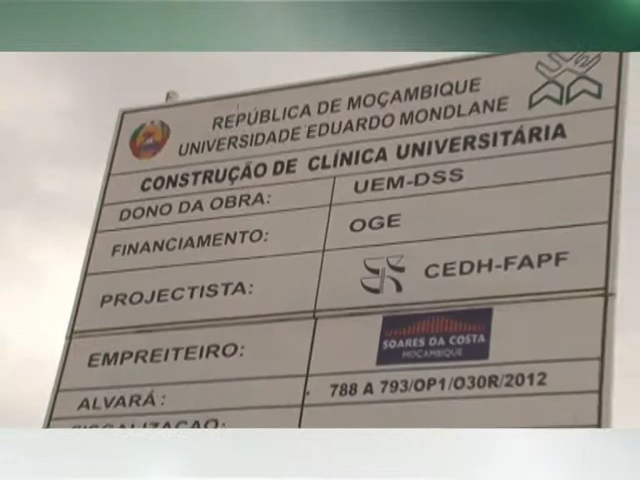 REPÚBLICA DE MOÇAMBIQUE
UNIVERSIDADE EDUARDO MONDLANE
CONSTRUÇÃO DE CLÍNICA UNIVERSITÁRIA
DONO DA OBRA: UEM-DSS
FINANCIAMENTO: OGE
PROJECTISTA: CEDH-FAPF
EMPREITEIRO: SOARES DA COSTA
MOÇAMBIQUE
ALVARÁ: 788 A 793/OP1/O30R/2012
FISCALIZAÇAO: